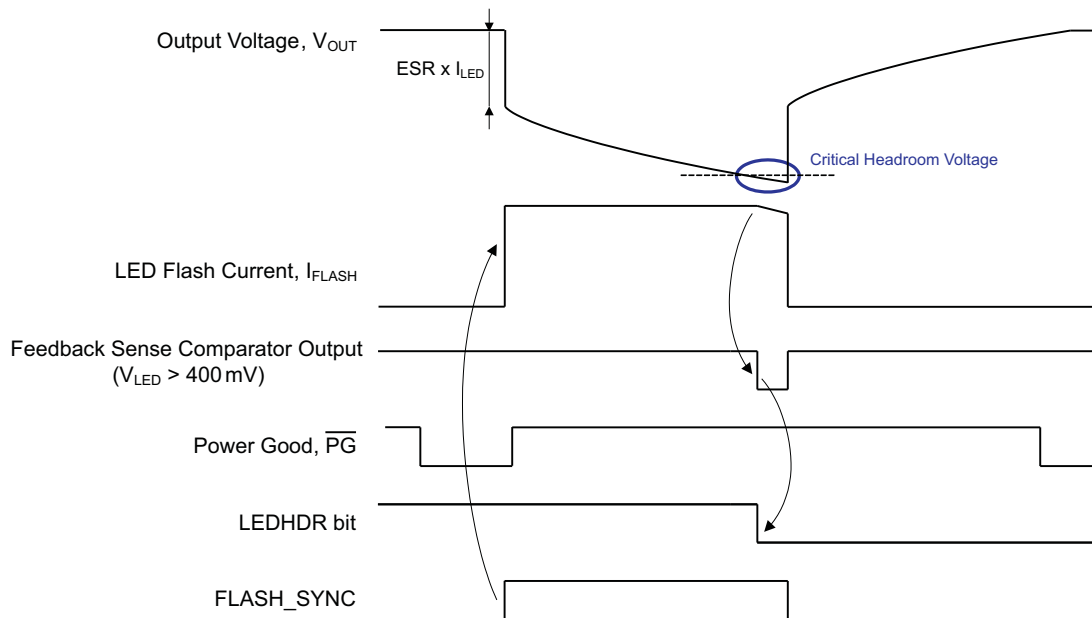 Output Voltage, VOUT
ESR x ILED
Critical Headroom Voltage
LED Flash Current, IFLASH
Feedback Sense Comparator Output
(VLED > 400 mV)
Power Good, P̅G̅
LEDHDR bit
FLASH_SYNC